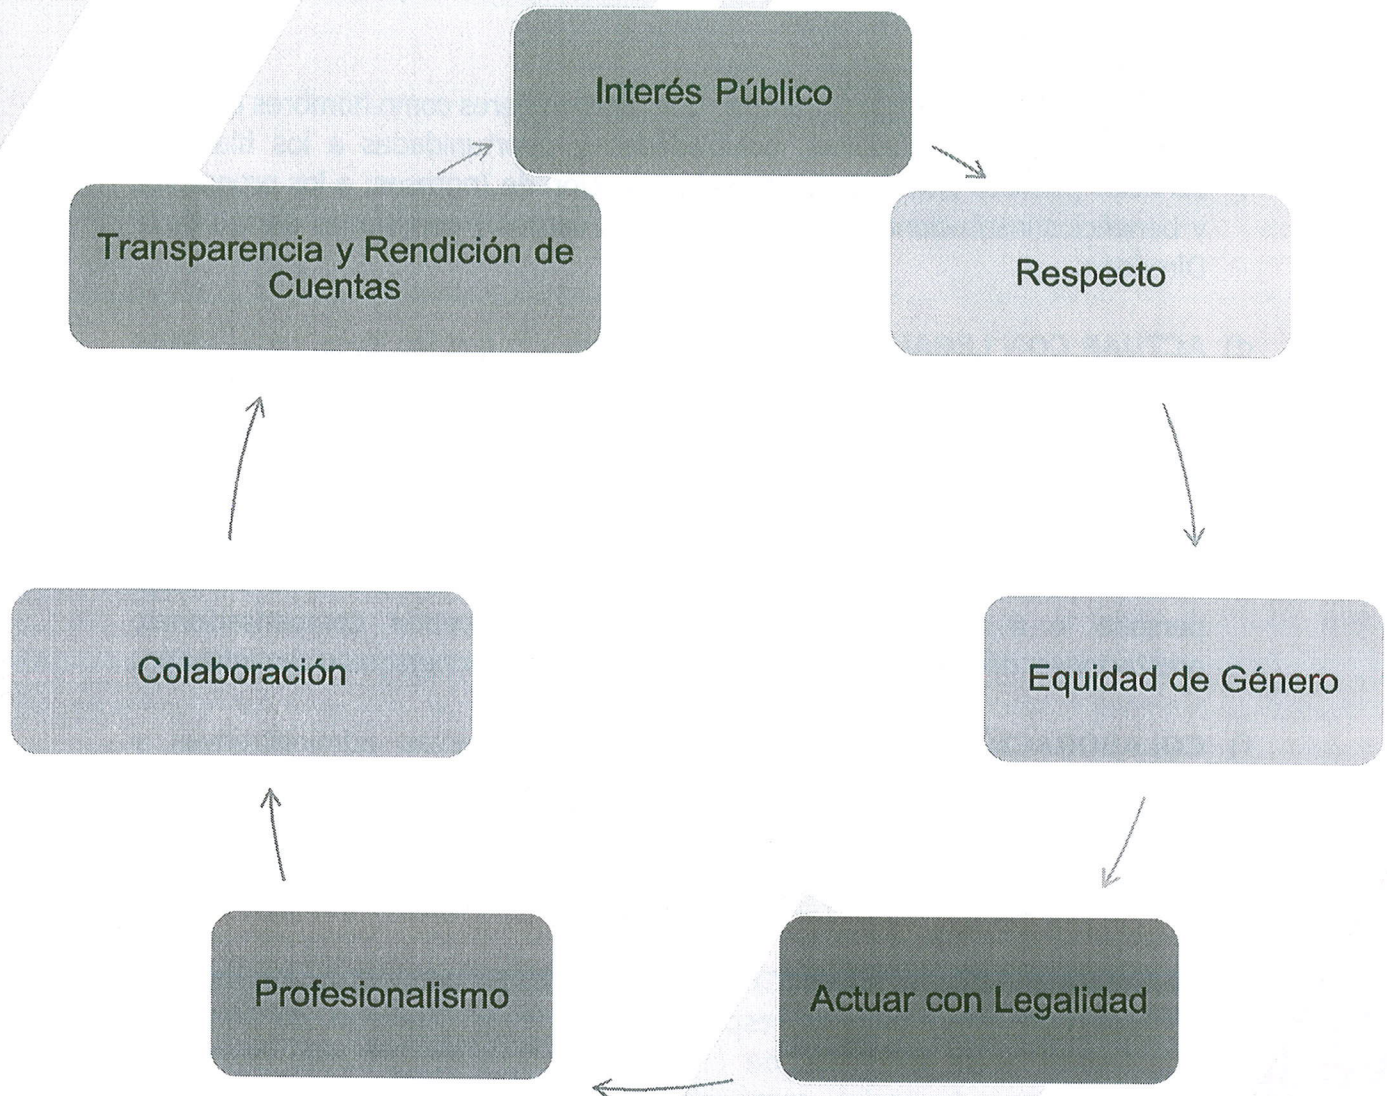 Interés Público
Respecto
Equidad de Género
Actuar con Legalidad
Profesionalismo
Colaboración
Transparencia y Rendición de
Cuentas